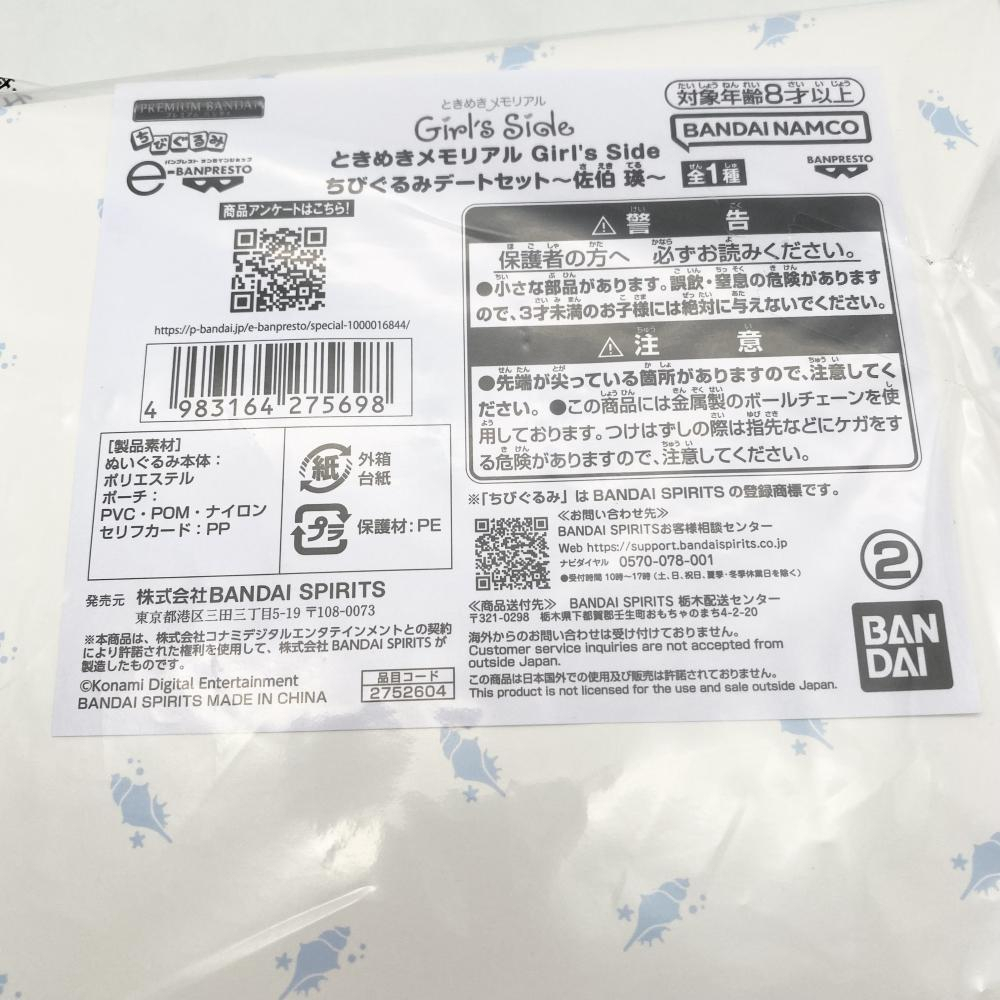 PREMIUM BANDAI
プレミアム バンダイ
ちびぐるみ
バンプレスト オンラインショップ
e-BANPRESTO
ときめきメモリアル
Girl's Side
ときめきメモリアル Girl's Side
ちびぐるみデートセット～佐伯 瑛～ 全1種
対象年齢8才以上
BANDAI NAMCO
BANPRESTO
商品アンケートはこちら!
https://p-bandai.jp/e-banpresto/special-1000016844/
4 983164 275698
[製品素材]
ぬいぐるみ本体：
ポリエステル
ポーチ：
PVC・POM・ナイロン
セリフカード：PP
紙 外箱
台紙
プラ 保護材：PE
発売元 株式会社BANDAI SPIRITS
東京都港区三田三丁目5-19 〒108-0073
※本商品は、株式会社コナミデジタルエンタテインメントとの契約
により許諾された権利を使用して、株式会社 BANDAI SPIRITS が
製造したものです。
©Konami Digital Entertainment
BANDAI SPIRITS MADE IN CHINA
品目コード
2752604
⚠警告
保護者の方へ 必ずお読みください。
●小さな部品があります。誤飲・窒息の危険があります
ので、3才未満のお子様には絶対に与えないでください。
⚠注意
●先端が尖っている箇所がありますので、注意してく
ださい。●この商品には金属製のボールチェーンを使
用しております。つけはずしの際は指先などにケガをす
る危険がありますので、注意してください。
※「ちびぐるみ」は BANDAI SPIRITS の登録商標です。
≪お問い合わせ先≫
BANDAI SPIRITSお客様相談センター
Web https://support.bandaispirits.co.jp
ナビダイヤル 0570-078-001
●受付時間 10時～17時(土、日、祝日、夏季・冬季休業日を除く)
≪商品送付先≫ BANDAI SPIRITS 栃木配送センター
〒321-0298 栃木県下都賀郡壬生町おもちゃのまち4-2-20
海外からのお問い合わせは受け付けておりません。
Customer service inquiries are not accepted from
outside Japan.
この商品は日本国外での使用及び販売は許諾されておりません。
This product is not licensed for the use and sale outside Japan.
②
BAN
DAI